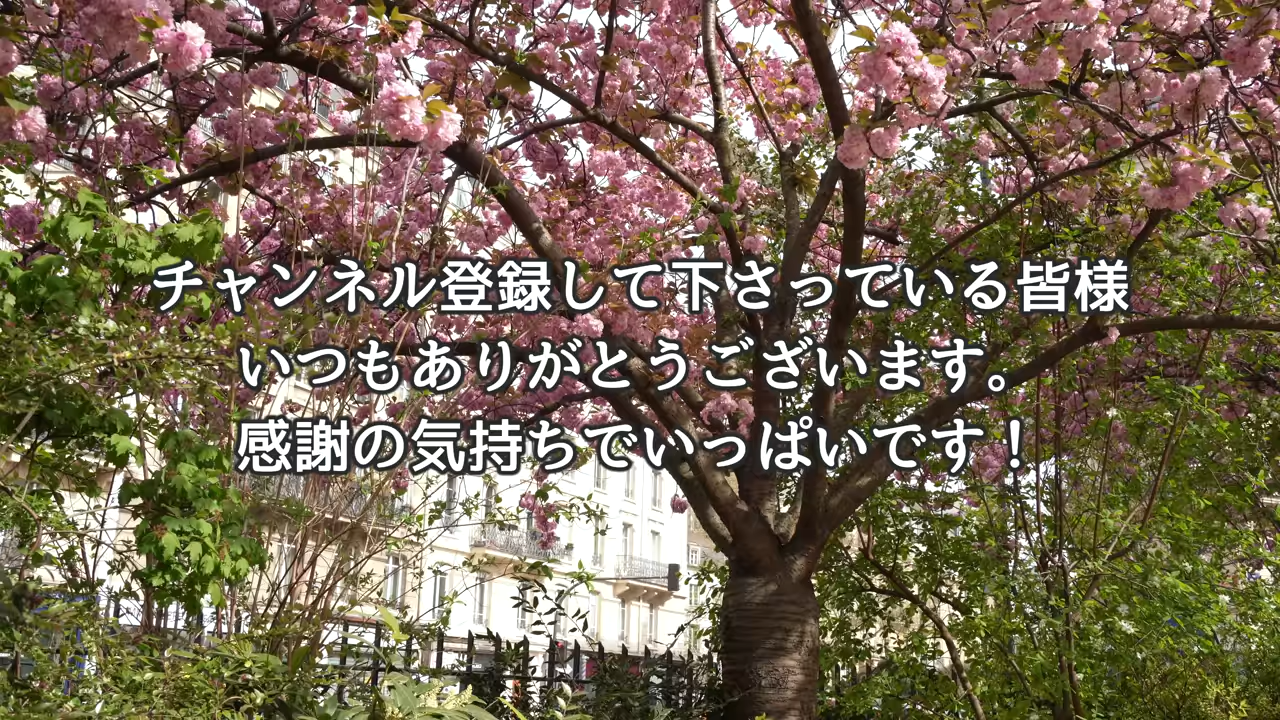 チャンネル登録して下さっている皆様
いつもありがとうございます。
感謝の気持ちでいっぱいです！